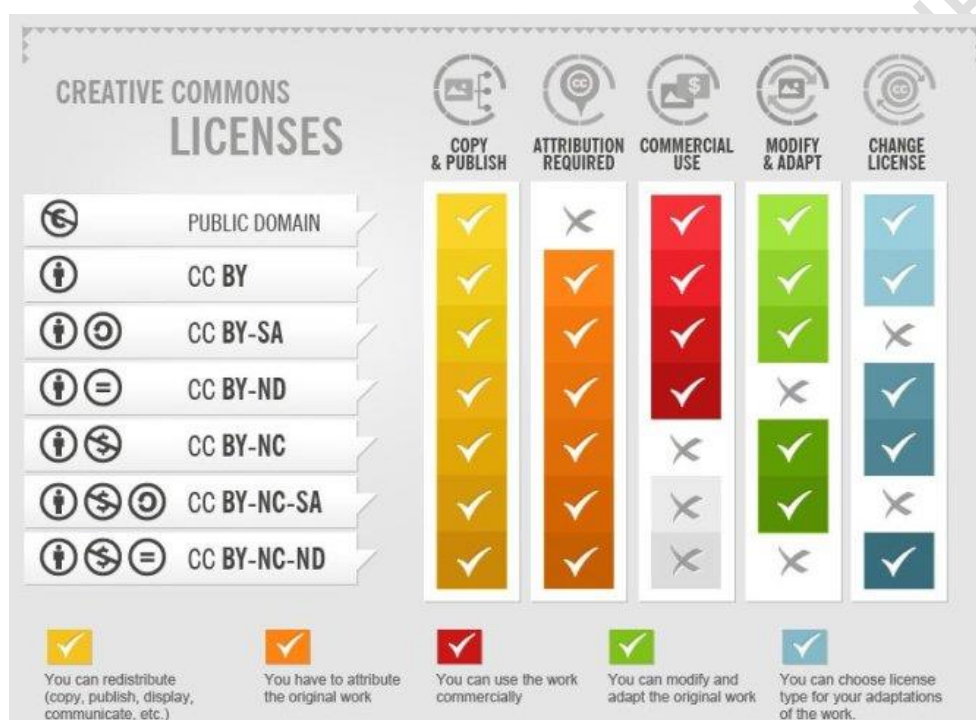 CREATIVE COMMONS
LICENSES
COPY
& PUBLISH
ATTRIBUTION
REQUIRED
COMMERCIAL
USE
MODIFY
& ADAPT
CHANGE
LICENSE
PUBLIC DOMAIN
CC BY
CC BY-SA
CC BY-ND
CC BY-NC
CC BY-NC-SA
CC BY-NC-ND
You can redistribute
(copy, publish, display,
communicate, etc.)
You have to attribute
the original work
You can use the work
commercially
You can modify and
adapt the original work
You can choose license
type for your adaptations
of the work.